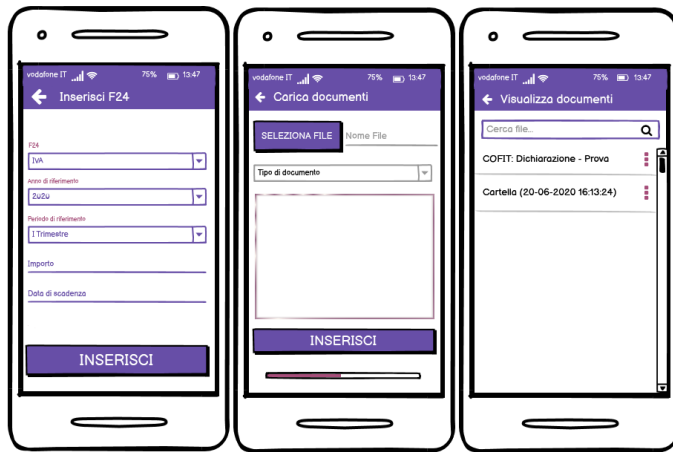 vodafone IT 75% 13:47
Inserisci F24
F24
IVA
Anno di riferimento
2020
Periodo di riferimento
I Trimestre
Importo
Data di scadenza
INSERISCI
vodafone IT 75% 13:47
Carica documenti
SELEZIONA FILE Nome File
Tipo di documento
INSERISCI
vodafone IT 75% 13:47
Visualizza documenti
Cerca file...
COFIT: Dichiarazione - Prova
Cartella (20-06-2020 16:13:24)